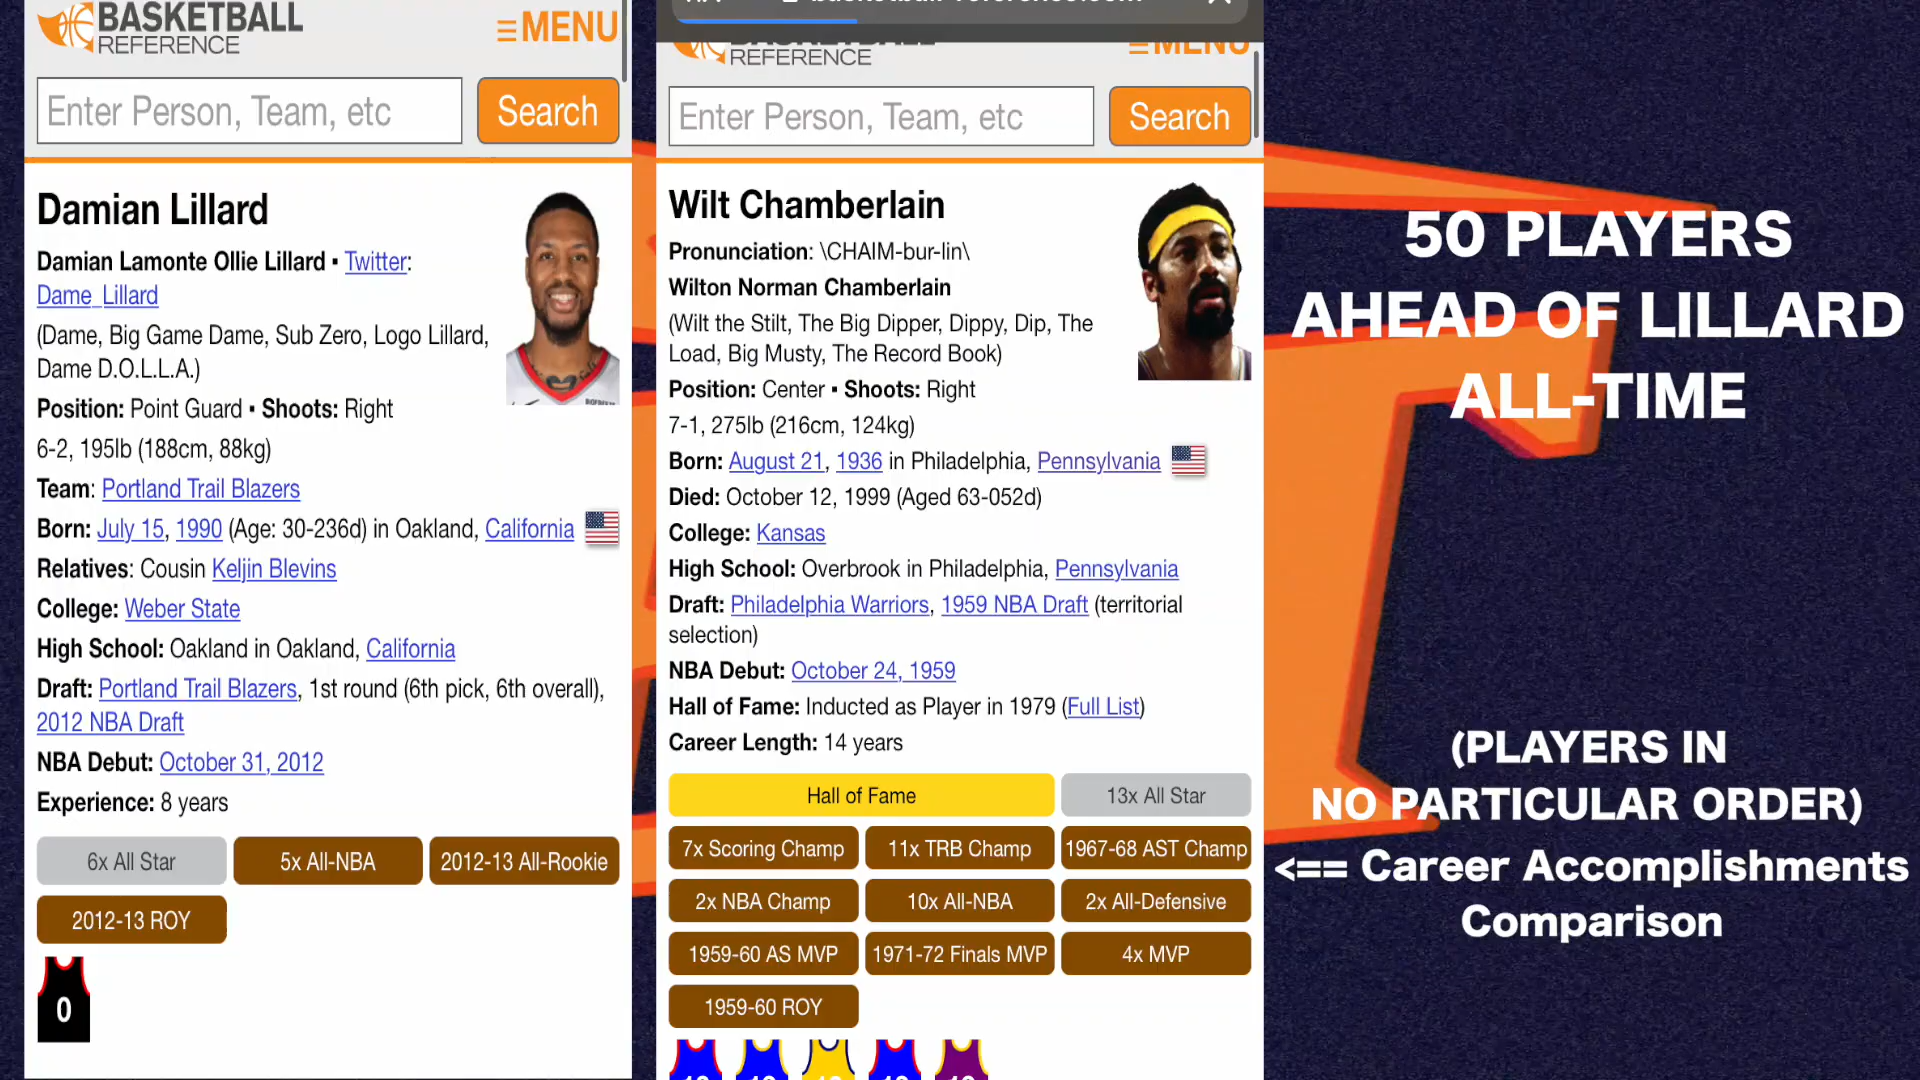 BASKETBALL
REFERENCE
MENU
Enter Person, Team, etc
Search
Damian Lillard
Damian Lamonte Ollie Lillard ▪ Twitter:
Dame_Lillard
(Dame, Big Game Dame, Sub Zero, Logo Lillard,
Dame D.O.L.L.A.)
Position: Point Guard ▪ Shoots: Right
6-2, 195lb (188cm, 88kg)
Team: Portland Trail Blazers
Born: July 15, 1990 (Age: 30-236d) in Oakland, California
Relatives: Cousin Keljin Blevins
College: Weber State
High School: Oakland in Oakland, California
Draft: Portland Trail Blazers, 1st round (6th pick, 6th overall),
2012 NBA Draft
NBA Debut: October 31, 2012
Experience: 8 years
6x All Star
5x All-NBA
2012-13 All-Rookie
2012-13 ROY
0
REFERENCE
MENU
Enter Person, Team, etc
Search
Wilt Chamberlain
Pronunciation: \CHAIM-bur-lin\
Wilton Norman Chamberlain
(Wilt the Stilt, The Big Dipper, Dippy, Dip, The
Load, Big Musty, The Record Book)
Position: Center ▪ Shoots: Right
7-1, 275lb (216cm, 124kg)
Born: August 21, 1936 in Philadelphia, Pennsylvania
Died: October 12, 1999 (Aged 63-052d)
College: Kansas
High School: Overbrook in Philadelphia, Pennsylvania
Draft: Philadelphia Warriors, 1959 NBA Draft (territorial
selection)
NBA Debut: October 24, 1959
Hall of Fame: Inducted as Player in 1979 (Full List)
Career Length: 14 years
Hall of Fame
13x All Star
7x Scoring Champ
11x TRB Champ
1967-68 AST Champ
2x NBA Champ
10x All-NBA
2x All-Defensive
1959-60 AS MVP
1971-72 Finals MVP
4x MVP
1959-60 ROY
50 PLAYERS
AHEAD OF LILLARD
ALL-TIME
(PLAYERS IN
NO PARTICULAR ORDER)
<== Career Accomplishments
Comparison